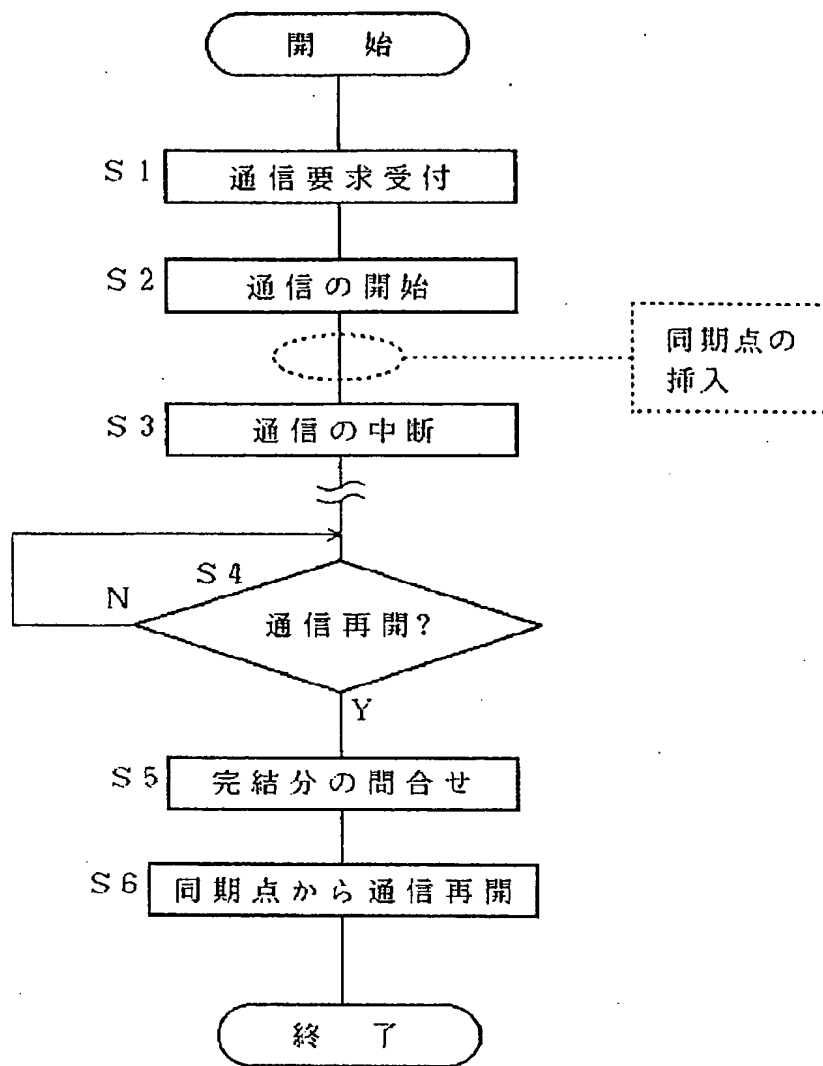 開 始
S1 通信要求受付
S2 通信の開始
同期点の
挿入
S3 通信の中断
S4
N 通信再開?
Y
S5 完結分の問合せ
S6 同期点から通信再開
終 了